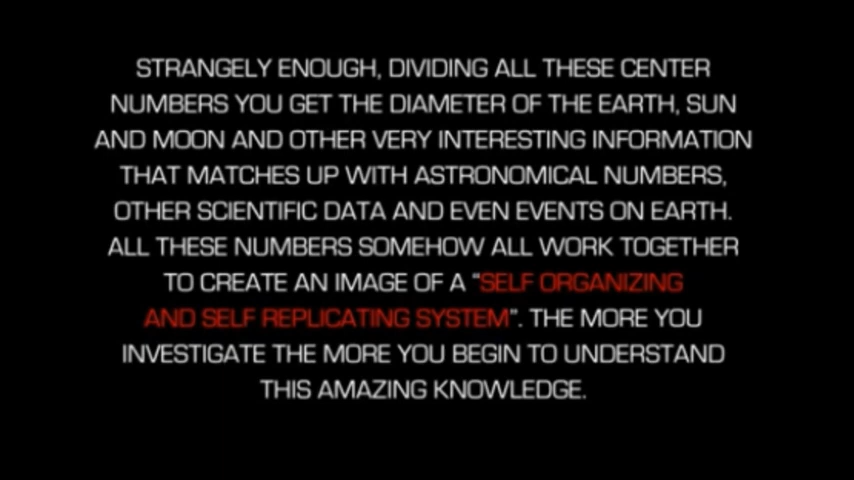 STRANGELY ENOUGH, DIVIDING ALL THESE CENTER
NUMBERS YOU GET THE DIAMETER OF THE EARTH, SUN
AND MOON AND OTHER VERY INTERESTING INFORMATION
THAT MATCHES UP WITH ASTRONOMICAL NUMBERS,
OTHER SCIENTIFIC DATA AND EVEN EVENTS ON EARTH.
ALL THESE NUMBERS SOMEHOW ALL WORK TOGETHER
TO CREATE AN IMAGE OF A "SELF ORGANIZING
AND SELF REPLICATING SYSTEM". THE MORE YOU
INVESTIGATE THE MORE YOU BEGIN TO UNDERSTAND
THIS AMAZING KNOWLEDGE.